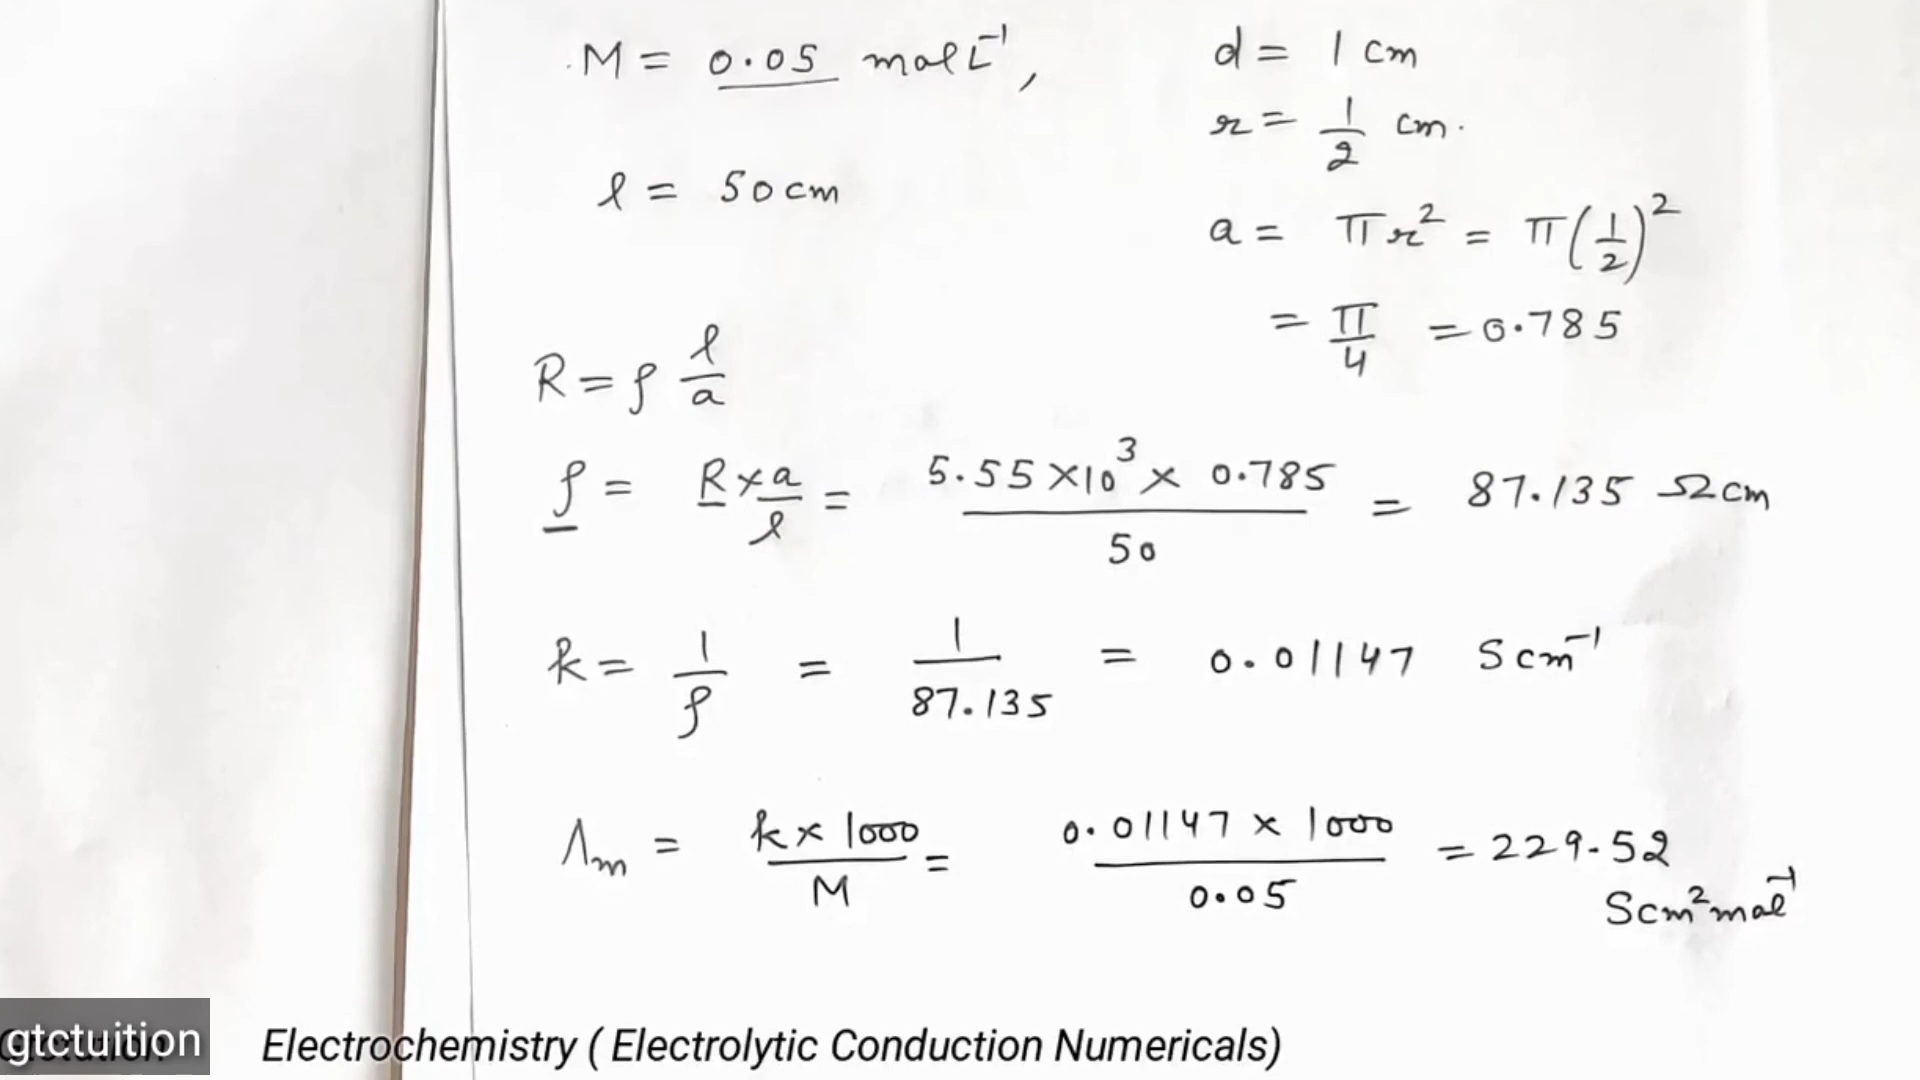 M = 0.05 mol L⁻¹,
d = 1 cm
r = 1/2 cm.
l = 50 cm
a = πr² = π(1/2)²
= π/4 = 0.785
R = ρ l/a
ρ = R × a/l = 5.55 × 10³ × 0.785 / 50 = 87.135 Ω cm
k = 1/ρ = 1/87.135 = 0.01147 S cm⁻¹
Λm = k × 1000 / M = 0.01147 × 1000 / 0.05 = 229.52
S cm² mol⁻¹
gtctuition
Electrochemistry ( Electrolytic Conduction Numericals)